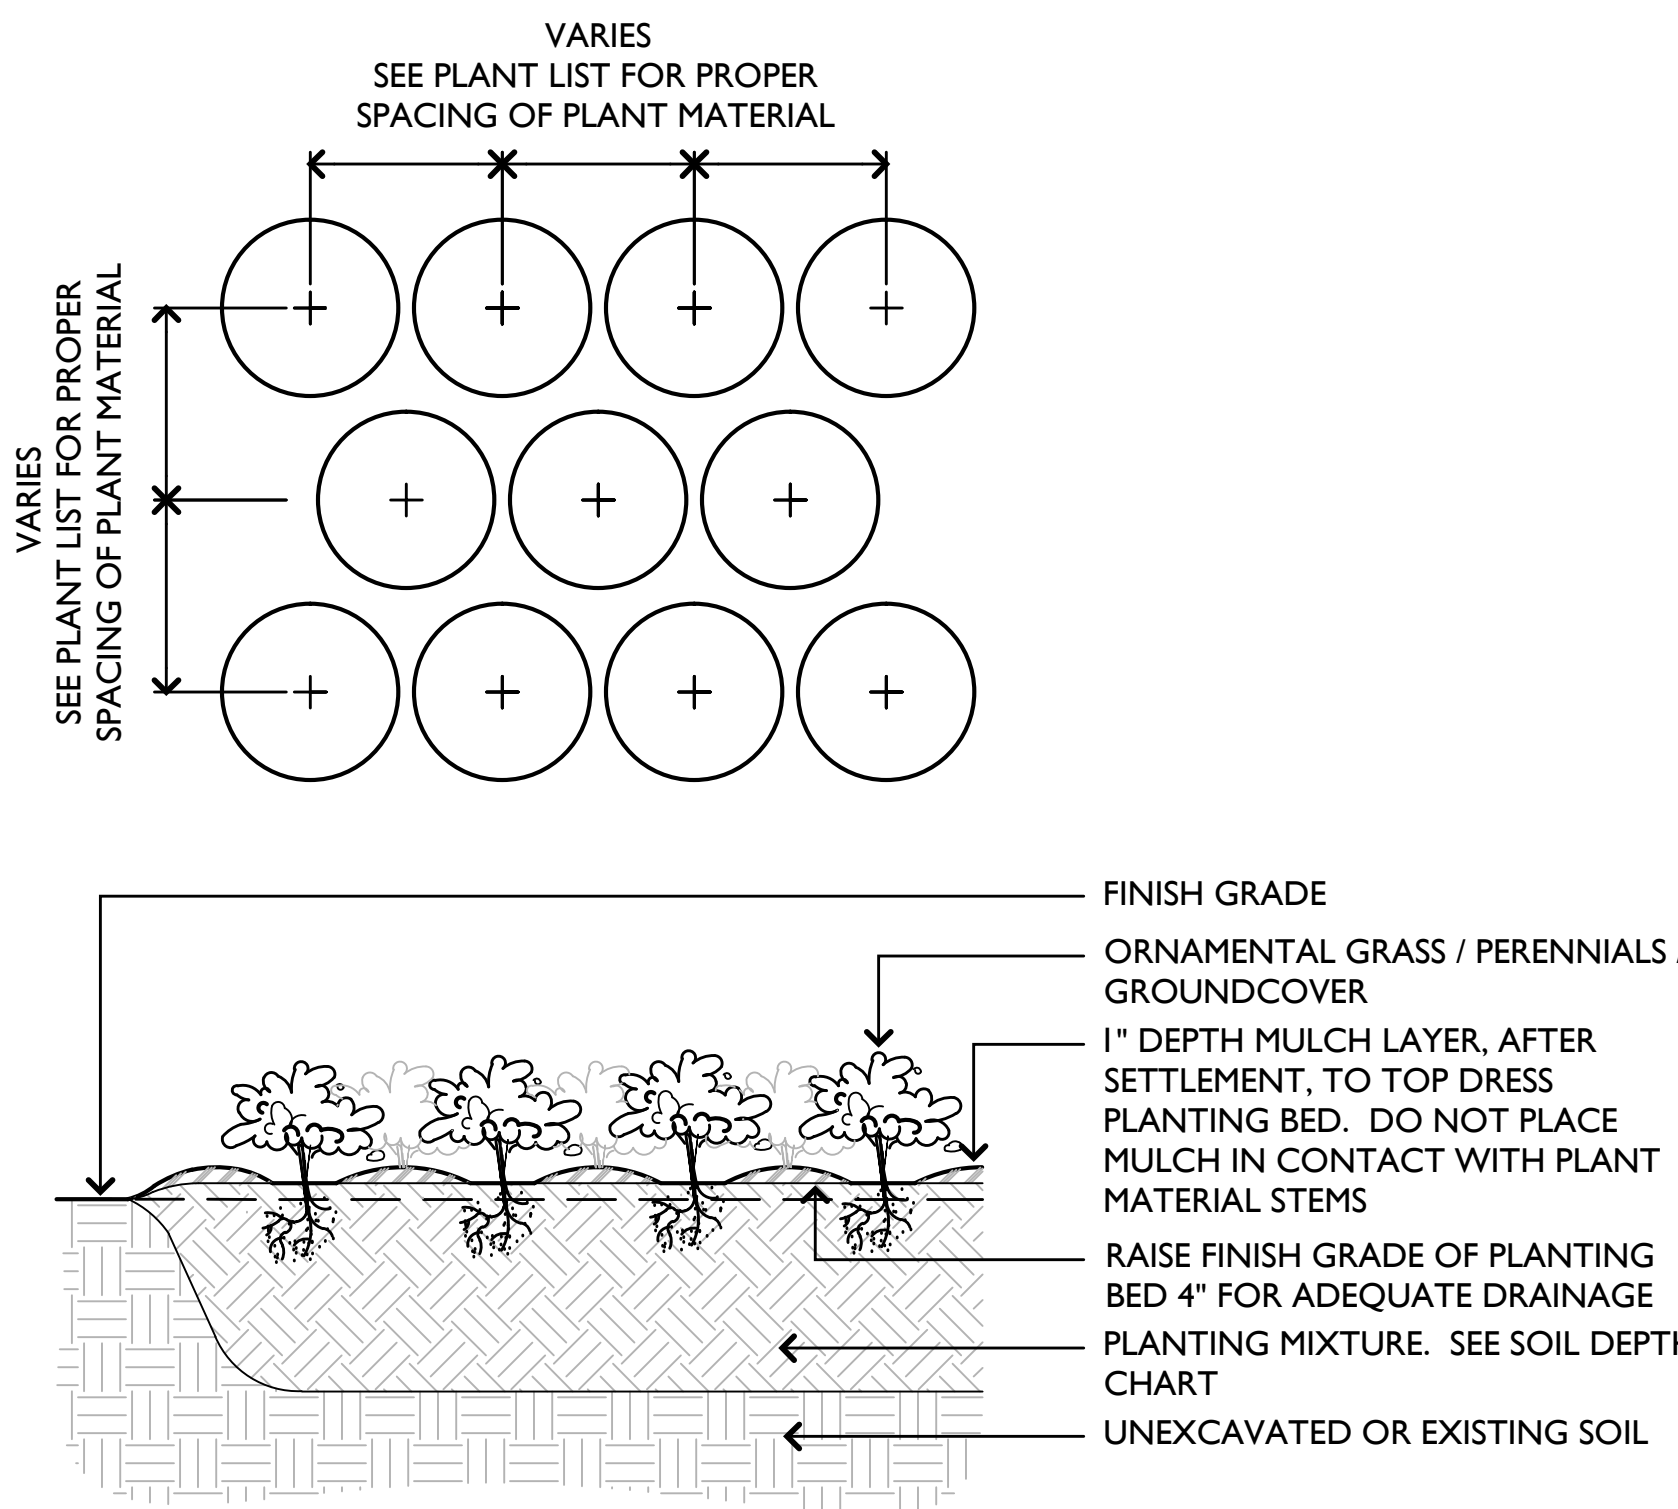 VARIES
SEE PLANT LIST FOR PROPER
SPACING OF PLANT MATERIAL
VARIES
SEE PLANT LIST FOR PROPER
SPACING OF PLANT MATERIAL
FINISH GRADE
ORNAMENTAL GRASS / PERENNIALS /
GROUNDCOVER
1" DEPTH MULCH LAYER, AFTER
SETTLEMENT, TO TOP DRESS
PLANTING BED. DO NOT PLACE
MULCH IN CONTACT WITH PLANT
MATERIAL STEMS
RAISE FINISH GRADE OF PLANTING
BED 4" FOR ADEQUATE DRAINAGE
PLANTING MIXTURE. SEE SOIL DEPTH
CHART
UNEXCAVATED OR EXISTING SOIL